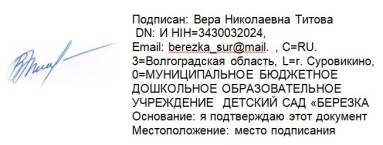 Подписан: Вера Николаевна Титова
DN: И НIН=3430032024,
Email: berezka_sur@mail. , C=RU.
3=Волгоградская область, L=г. Суровикино,
0=МУНИЦИПАЛЬНОЕ БЮДЖЕТНОЕ
ДОШКОЛЬНОЕ ОБРАЗОВАТЕЛЬНОЕ
УЧРЕЖДЕНИЕ ДЕТСКИЙ САД «БЕРЕЗКА
Основание: я подтверждаю этот документ
Местоположение: место подписания